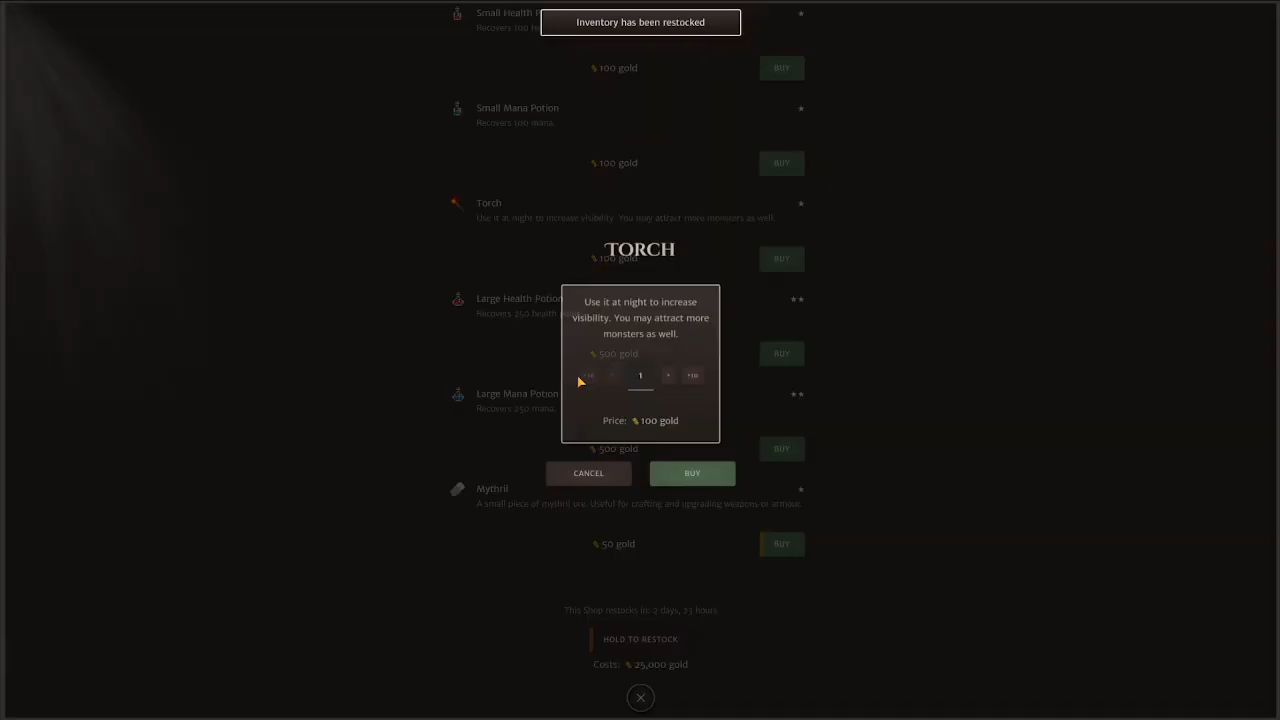 Inventory has been restocked
Small Health P
★
Recovers 100 he
100 gold
BUY
Small Mana Potion
★
Recovers 100 mana.
100 gold
BUY
Torch
★
Use it at night to increase visibility. You may attract more monsters as well.
TORCH
100 gold
BUY
Large Health Potion
★★
Recovers 250 health
Use it at night to increase
visibility. You may attract more
monsters as well.
500 gold
BUY
1
+
+10
Large Mana Potion
★★
Recovers 250 mana.
Price: 100 gold
500 gold
BUY
CANCEL
BUY
Mythril
★
A small piece of mythril ore. Useful for crafting and upgrading weapons or armour.
50 gold
BUY
This Shop restocks in: 2 days, 23 hours
HOLD TO RESTOCK
Costs: 25,000 gold